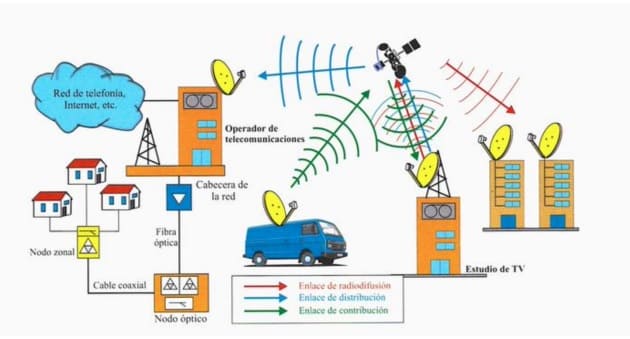 Red de telefonía,
Internet, etc.
Operador de
telecomunicaciones
Cabecera de
la red
Fibra
óptica
Nodo zonal
Cable coaxial
Nodo óptico
Estudio de TV
Enlace de radiodifusión
Enlace de distribución
Enlace de contribución